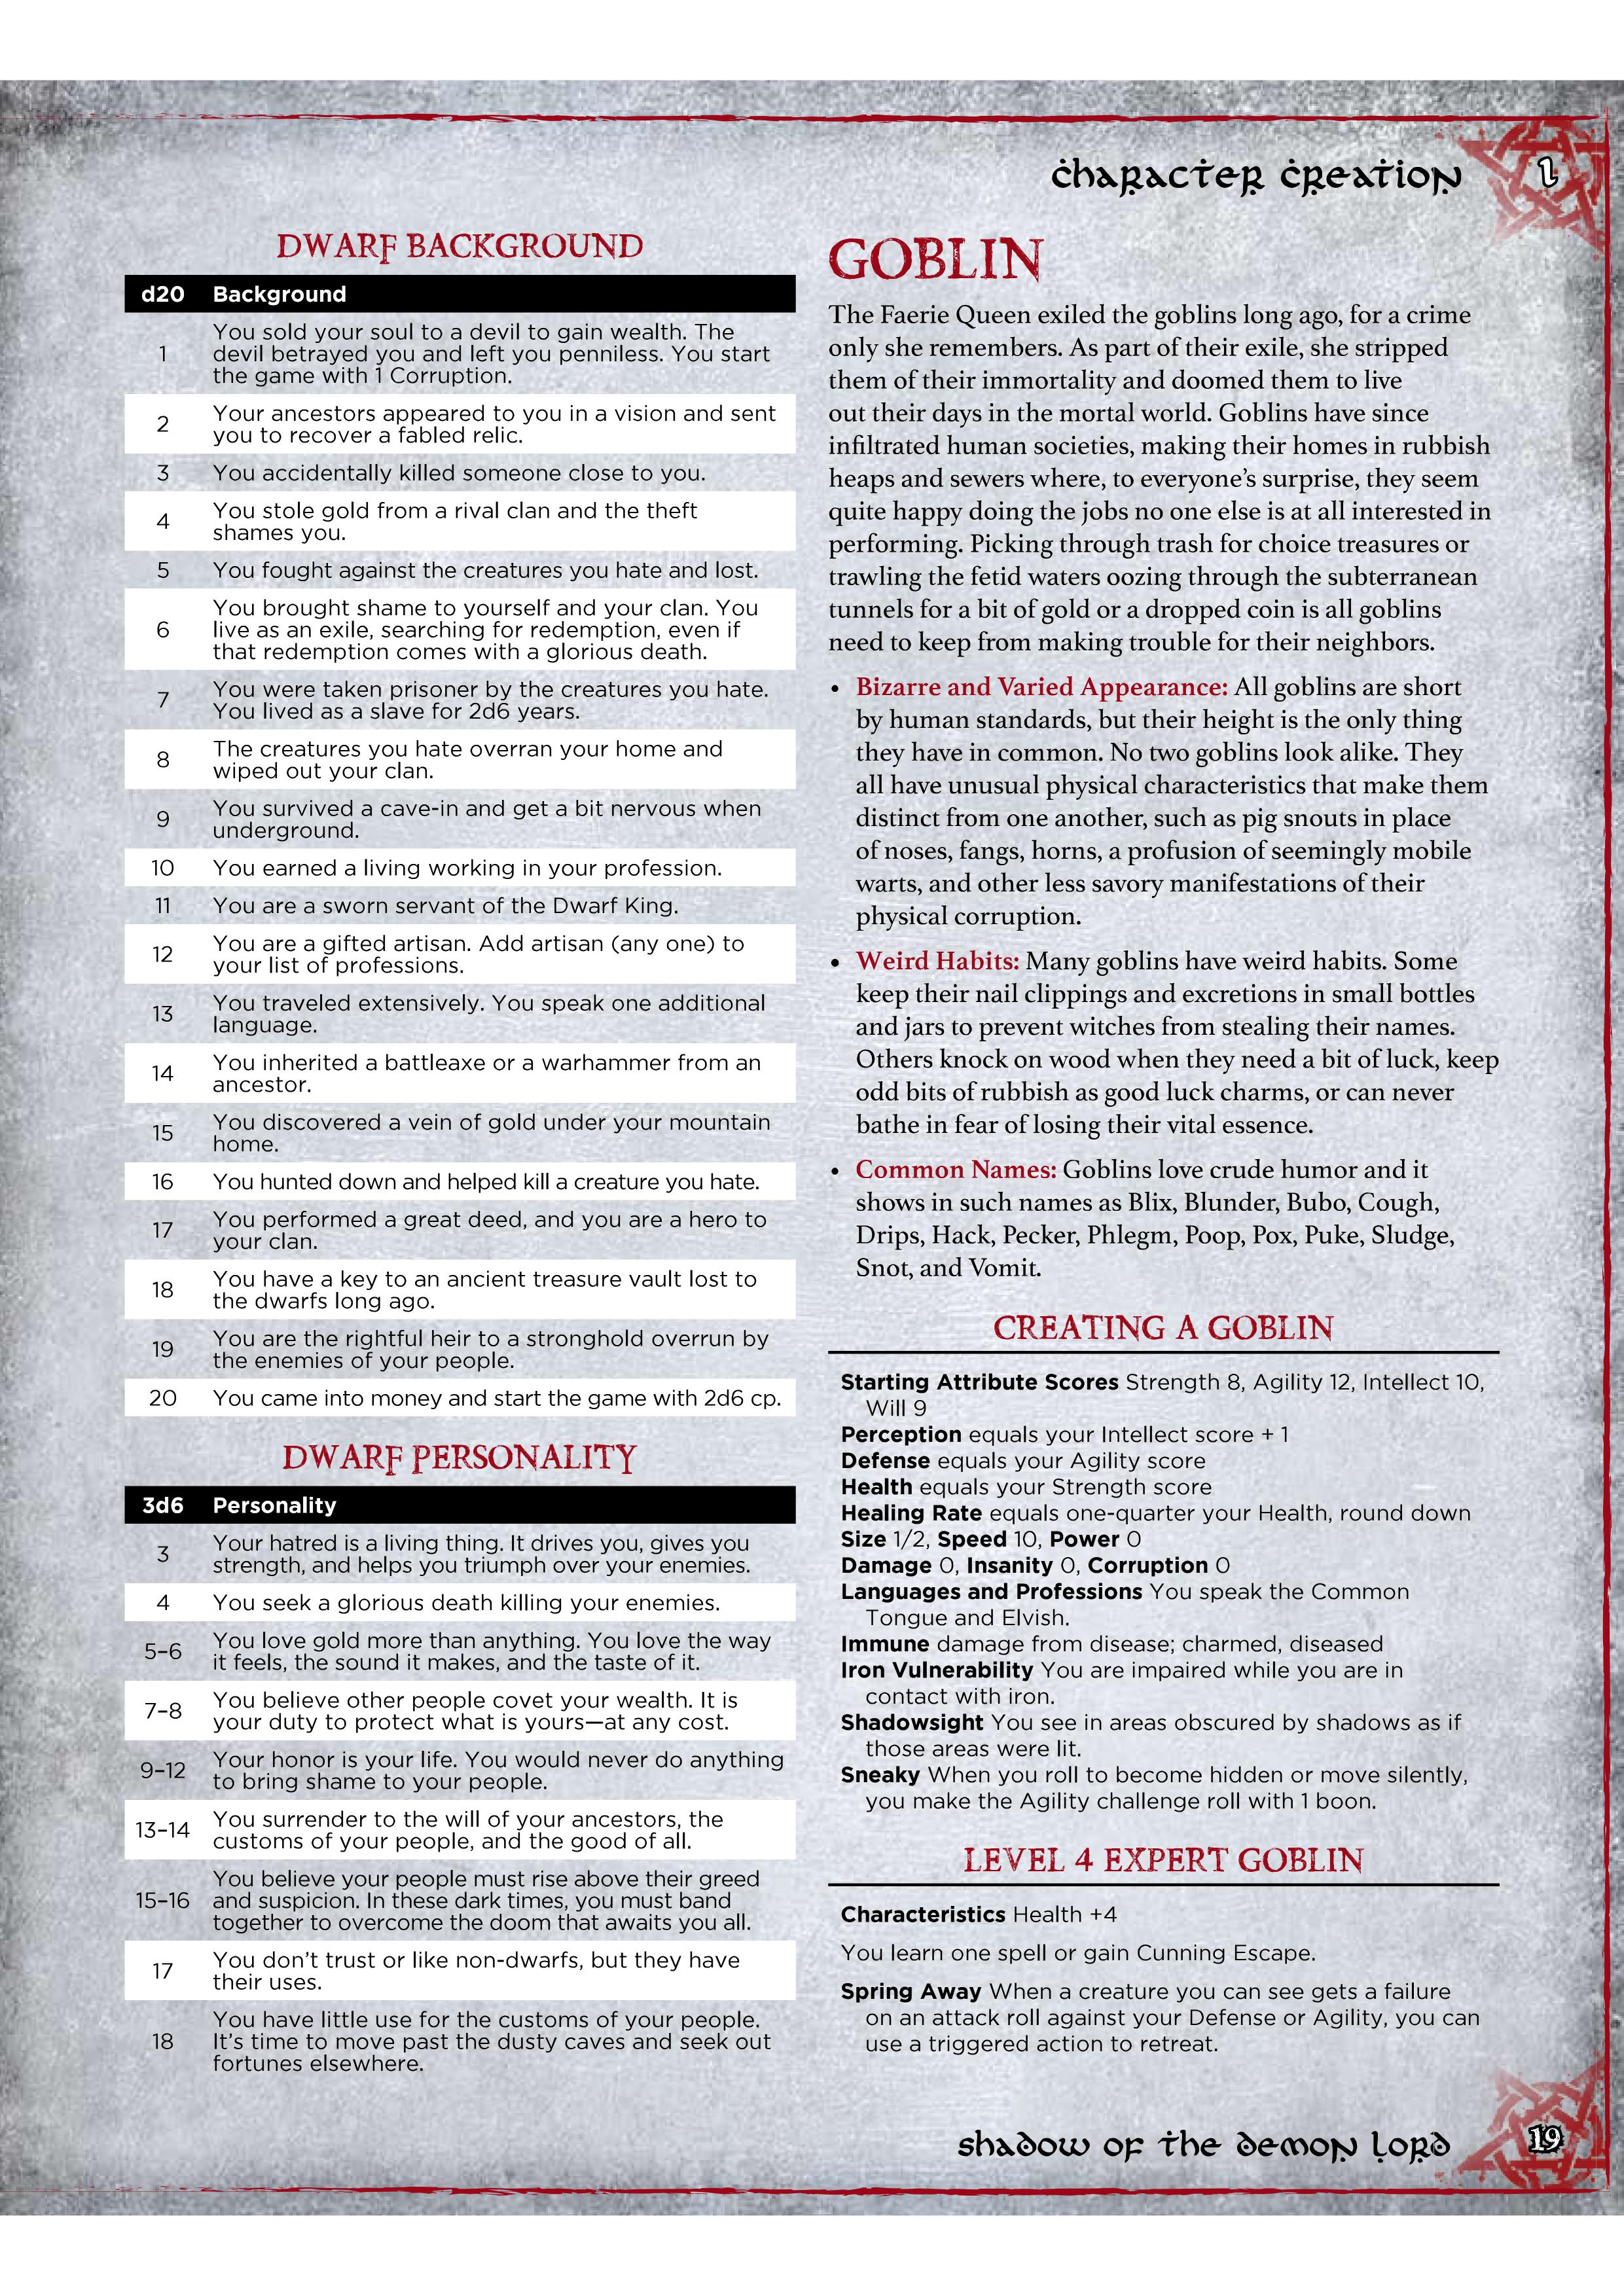 Character Creation
1
Dwarf Background
d20 Background
1 You sold your soul to a devil to gain wealth. The
devil betrayed you and left you penniless. You start
the game with 1 Corruption.
2 Your ancestors appeared to you in a vision and sent
you to recover a fabled relic.
3 You accidentally killed someone close to you.
4 You stole gold from a rival clan and the theft
shames you.
5 You fought against the creatures you hate and lost.
6 You brought shame to yourself and your clan. You
live as an exile, searching for redemption, even if
that redemption comes with a glorious death.
7 You were taken prisoner by the creatures you hate.
You lived as a slave for 2d6 years.
8 The creatures you hate overran your home and
wiped out your clan.
9 You survived a cave-in and get a bit nervous when
underground.
10 You earned a living working in your profession.
11 You are a sworn servant of the Dwarf King.
12 You are a gifted artisan. Add artisan (any one) to
your list of professions.
13 You traveled extensively. You speak one additional
language.
14 You inherited a battleaxe or a warhammer from an
ancestor.
15 You discovered a vein of gold under your mountain
home.
16 You hunted down and helped kill a creature you hate.
17 You performed a great deed, and you are a hero to
your clan.
18 You have a key to an ancient treasure vault lost to
the dwarfs long ago.
19 You are the rightful heir to a stronghold overrun by
the enemies of your people.
20 You came into money and start the game with 2d6 cp.
Dwarf Personality
3d6 Personality
3 Your hatred is a living thing. It drives you, gives you
strength, and helps you triumph over your enemies.
4 You seek a glorious death killing your enemies.
5–6 You love gold more than anything. You love the way
it feels, the sound it makes, and the taste of it.
7–8 You believe other people covet your wealth. It is
your duty to protect what is yours—at any cost.
9–12 Your honor is your life. You would never do anything
to bring shame to your people.
13–14 You surrender to the will of your ancestors, the
customs of your people, and the good of all.
15–16 You believe your people must rise above their greed
and suspicion. In these dark times, you must band
together to overcome the doom that awaits you all.
17 You don’t trust or like non-dwarfs, but they have
their uses.
18 You have little use for the customs of your people.
It’s time to move past the dusty caves and seek out
fortunes elsewhere.
Goblin
The Faerie Queen exiled the goblins long ago, for a crime
only she remembers. As part of their exile, she stripped
them of their immortality and doomed them to live
out their days in the mortal world. Goblins have since
infiltrated human societies, making their homes in rubbish
heaps and sewers where, to everyone’s surprise, they seem
quite happy doing the jobs no one else is at all interested in
performing. Picking through trash for choice treasures or
trawling the fetid waters oozing through the subterranean
tunnels for a bit of gold or a dropped coin is all goblins
need to keep from making trouble for their neighbors.
• Bizarre and Varied Appearance: All goblins are short
by human standards, but their height is the only thing
they have in common. No two goblins look alike. They
all have unusual physical characteristics that make them
distinct from one another, such as pig snouts in place
of noses, fangs, horns, a profusion of seemingly mobile
warts, and other less savory manifestations of their
physical corruption.
• Weird Habits: Many goblins have weird habits. Some
keep their nail clippings and excretions in small bottles
and jars to prevent witches from stealing their names.
Others knock on wood when they need a bit of luck, keep
odd bits of rubbish as good luck charms, or can never
bathe in fear of losing their vital essence.
• Common Names: Goblins love crude humor and it
shows in such names as Blix, Blunder, Bubo, Cough,
Drips, Hack, Pecker, Phlegm, Poop, Pox, Puke, Sludge,
Snot, and Vomit.
Creating a Goblin
Starting Attribute Scores Strength 8, Agility 12, Intellect 10,
Will 9
Perception equals your Intellect score + 1
Defense equals your Agility score
Health equals your Strength score
Healing Rate equals one-quarter your Health, round down
Size 1/2, Speed 10, Power 0
Damage 0, Insanity 0, Corruption 0
Languages and Professions You speak the Common
Tongue and Elvish.
Immune damage from disease; charmed, diseased
Iron Vulnerability You are impaired while you are in
contact with iron.
Shadowsight You see in areas obscured by shadows as if
those areas were lit.
Sneaky When you roll to become hidden or move silently,
you make the Agility challenge roll with 1 boon.
Level 4 Expert Goblin
Characteristics Health +4
You learn one spell or gain Cunning Escape.
Spring Away When a creature you can see gets a failure
on an attack roll against your Defense or Agility, you can
use a triggered action to retreat.
Shadow of the Demon Lord
19